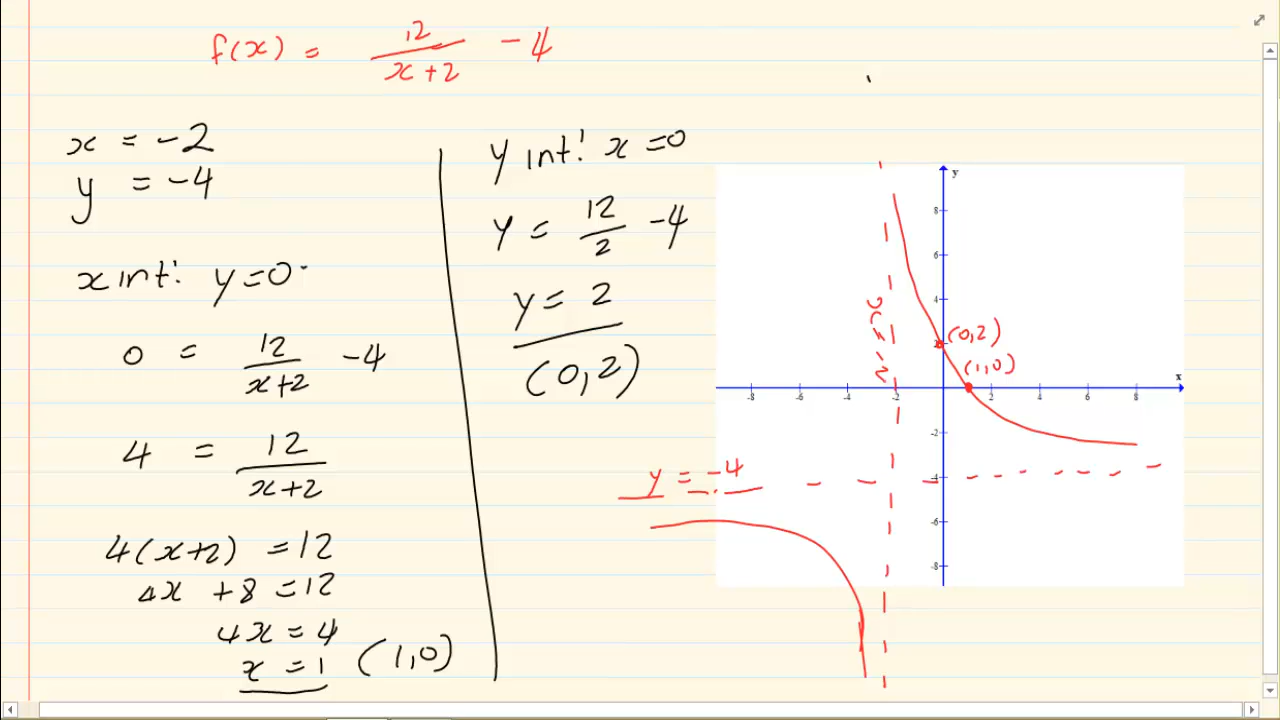 f(x) = 12/(x+2) - 4
x = -2
y = -4
x int! y=0
0 = 12/(x+2) -4
4 = 12/(x+2)
4(x+2) = 12
4x + 8 = 12
4x = 4
x = 1 (1,0)
y int! x=0
y = 12/2 -4
y = 2
(0,2)
y
8
6
4
2
(0,2)
(1,0)
x
-8 -6 -4 -2 2 4 6 8
-2
-4
-6
-8
x=-2
y = -4